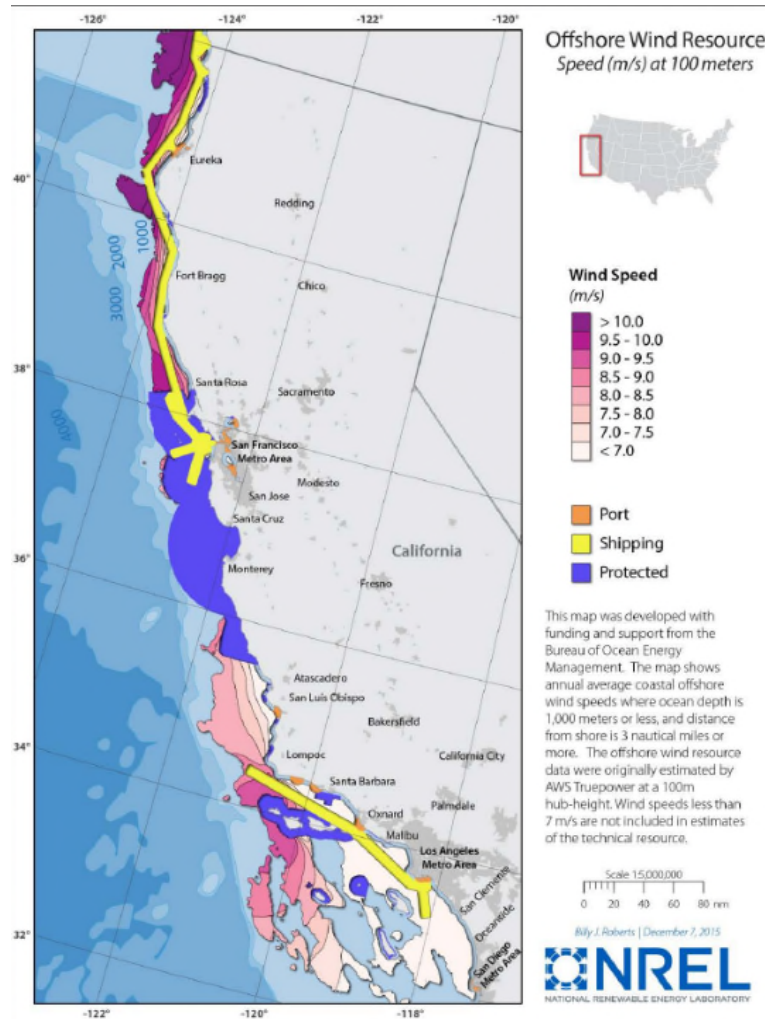 -126°
-124°
-122°
-120°
Offshore Wind Resource
Speed (m/s) at 100 meters
Eureka
40°
Redding
1000
2000
3000
Fort Bragg
Chico
Wind Speed
(m/s)
> 10.0
9.5 - 10.0
9.0 - 9.5
8.5 - 9.0
8.0 - 8.5
7.5 - 8.0
7.0 - 7.5
< 7.0
38°
Santa Rosa
Sacramento
4000
San Francisco
Metro Area
Modesto
San Jose
Santa Cruz
Port
Shipping
Protected
36°
California
Monterey
Fresno
This map was developed with
funding and support from the
Bureau of Ocean Energy
Management. The map shows
annual average coastal offshore
wind speeds where ocean depth is
1,000 meters or less, and distance
from shore is 3 nautical miles or
more. The offshore wind resource
data were originally estimated by
AWS Truepower at a 100m
hub-height. Wind speeds less than
7 m/s are not included in estimates
of the technical resource.
Atascadero
San Luis Obispo
Bakersfield
34°
Lompoc
California City
Santa Barbara
Palmdale
Oxnard
Malibu
Los Angeles
Metro Area
San Clemente
Oceanside
San Diego
Metro Area
32°
Scale 1:5,000,000
0 20 40 60 80 nm
Billy J. Roberts | December 7, 2015
NREL
NATIONAL RENEWABLE ENERGY LABORATORY
-122°
-120°
-118°